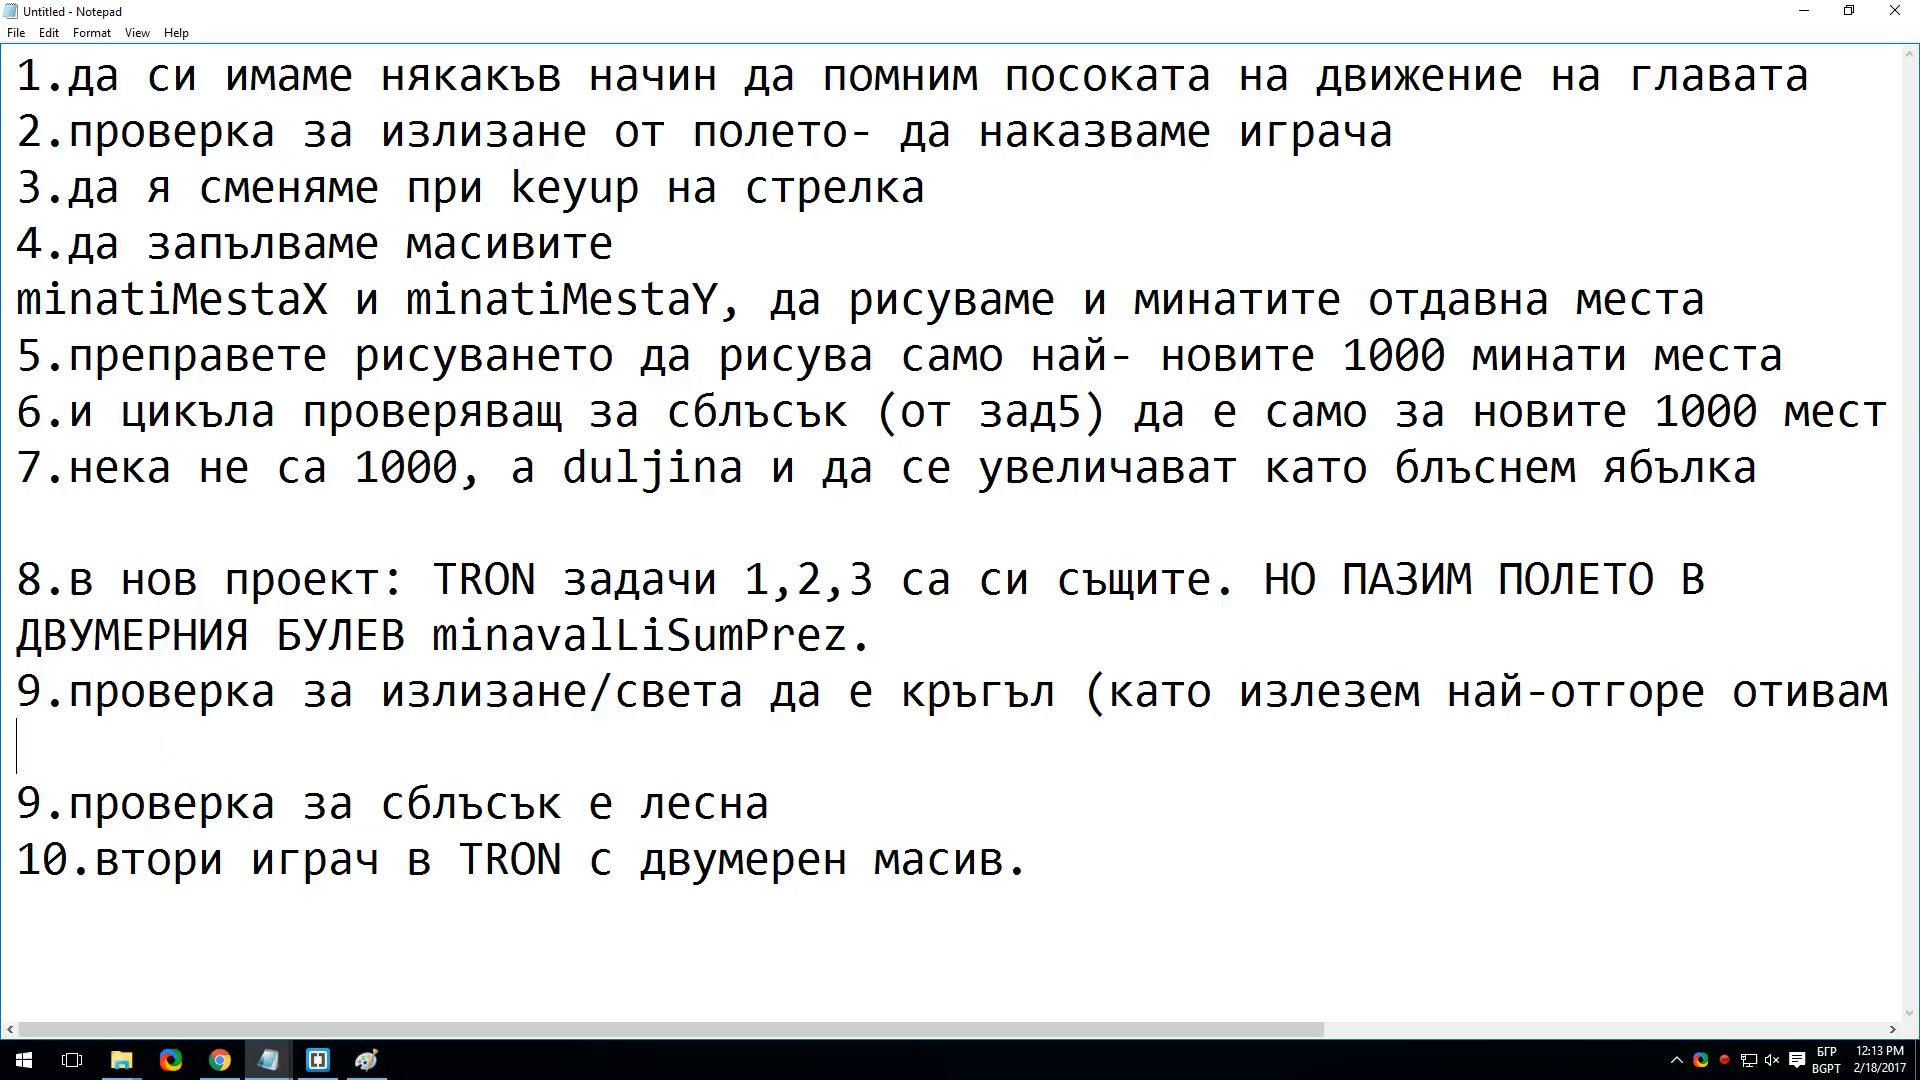 Untitled - Notepad
File Edit Format View Help
1.да си имаме някакъв начин да помним посоката на движение на главата
2.проверка за излизане от полето- да наказваме играча
3.да я сменяме при keyup на стрелка
4.да запълваме масивите
minatiMestaX и minatiMestaY, да рисуваме и минатите отдавна места
5.преправете рисуването да рисува само най- новите 1000 минати места
6.и цикъла проверяващ за сблъсък (от зад5) да е само за новите 1000 мест
7.нека не са 1000, а duljina и да се увеличават като блъснем ябълка
8.в нов проект: TRON задачи 1,2,3 са си същите. НО ПАЗИМ ПОЛЕТО В
ДВУМЕРНИЯ БУЛЕВ minavalLiSumPrez.
9.проверка за излизане/света да е кръгъл (като излезем най-отгоре отивам
9.проверка за сблъсък е лесна
10.втори играч в TRON с двумерен масив.
БГР 12:13 PM
BGPT 2/18/2017